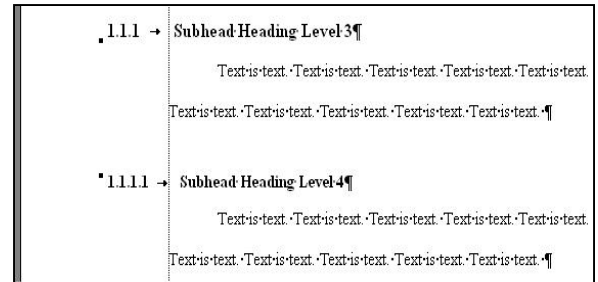 1.1.1 → Subhead·Heading·Level·3¶
Text·is·text.·Text·is·text.·Text·is·text.·Text·is·text.·Text·is·text.
Text·is·text.·Text·is·text.·Text·is·text.·Text·is·text.·Text·is·text.·¶
1.1.1.1 → Subhead·Heading·Level·4¶
Text·is·text.·Text·is·text.·Text·is·text.·Text·is·text.·Text·is·text.
Text·is·text.·Text·is·text.·Text·is·text.·Text·is·text.·Text·is·text.·¶